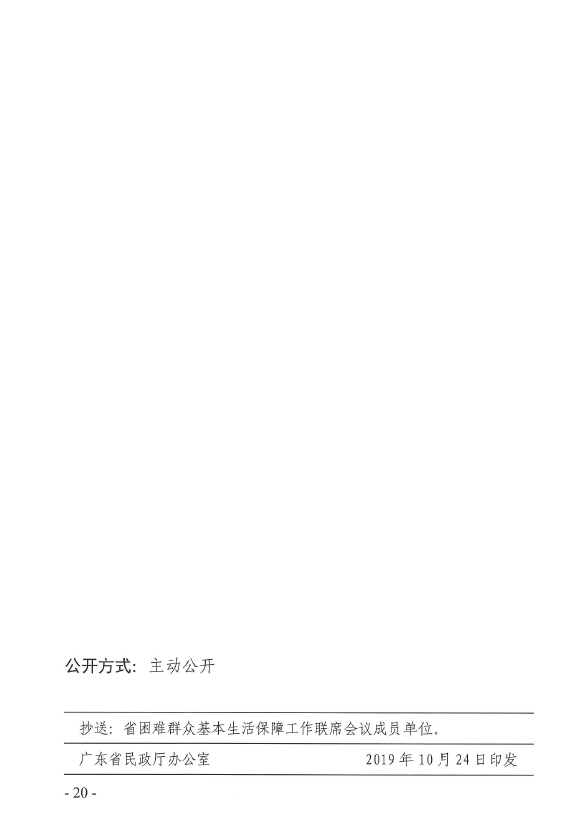 公开方式：主动公开
抄送：省困难群众基本生活保障工作联席会议成员单位。
广东省民政厅办公室 2019年10月24日印发
- 20 -